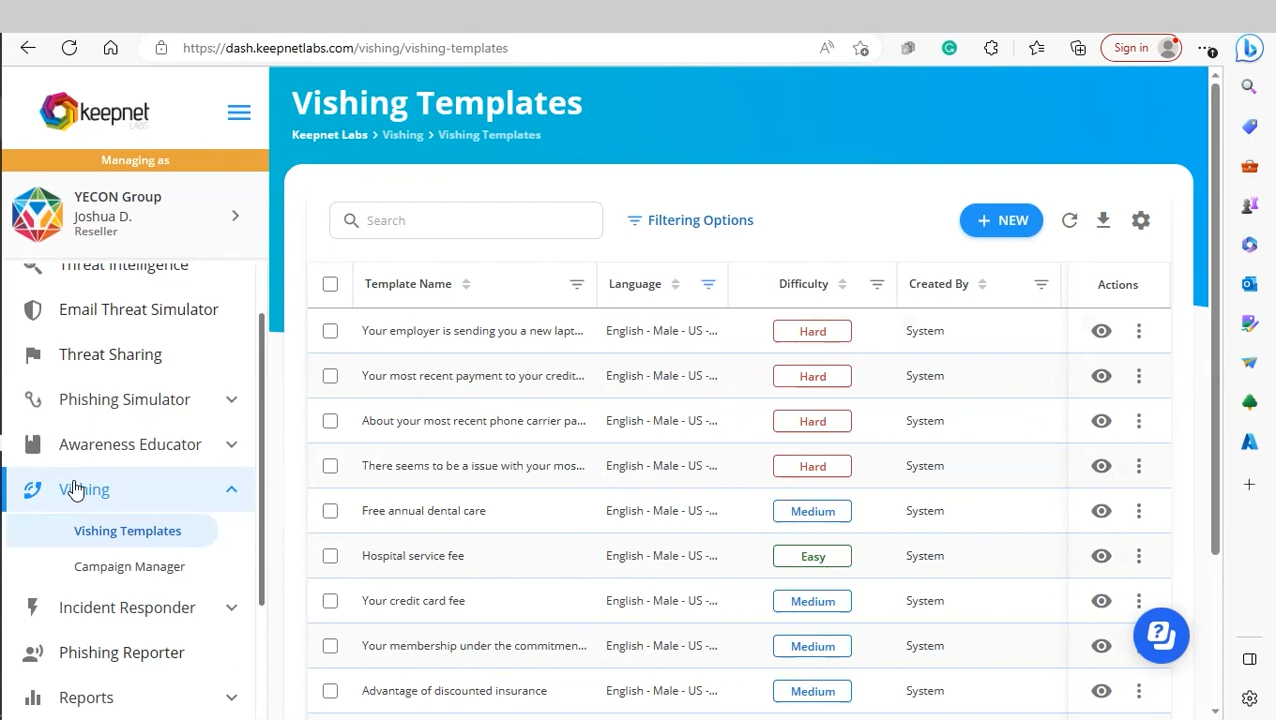 https://dash.keepnetlabs.com/vishing/vishing-templates
Sign in
keepnet
LABS
Managing as
YECON Group
Joshua D.
Reseller
Threat Intelligence
Email Threat Simulator
Threat Sharing
Phishing Simulator
Awareness Educator
Vishing
Vishing Templates
Campaign Manager
Incident Responder
Phishing Reporter
Reports
Vishing Templates
Keepnet Labs > Vishing > Vishing Templates
Search
Filtering Options
+ NEW
Template Name Language Difficulty Created By Actions
Your employer is sending you a new lapt... English - Male - US -... Hard System
Your most recent payment to your credit... English - Male - US -... Hard System
About your most recent phone carrier pa... English - Male - US -... Hard System
There seems to be a issue with your mos... English - Male - US -... Hard System
Free annual dental care English - Male - US -... Medium System
Hospital service fee English - Male - US -... Easy System
Your credit card fee English - Male - US -... Medium System
Your membership under the commitmen... English - Male - US -... Medium System
Advantage of discounted insurance English - Male - US -... Medium System